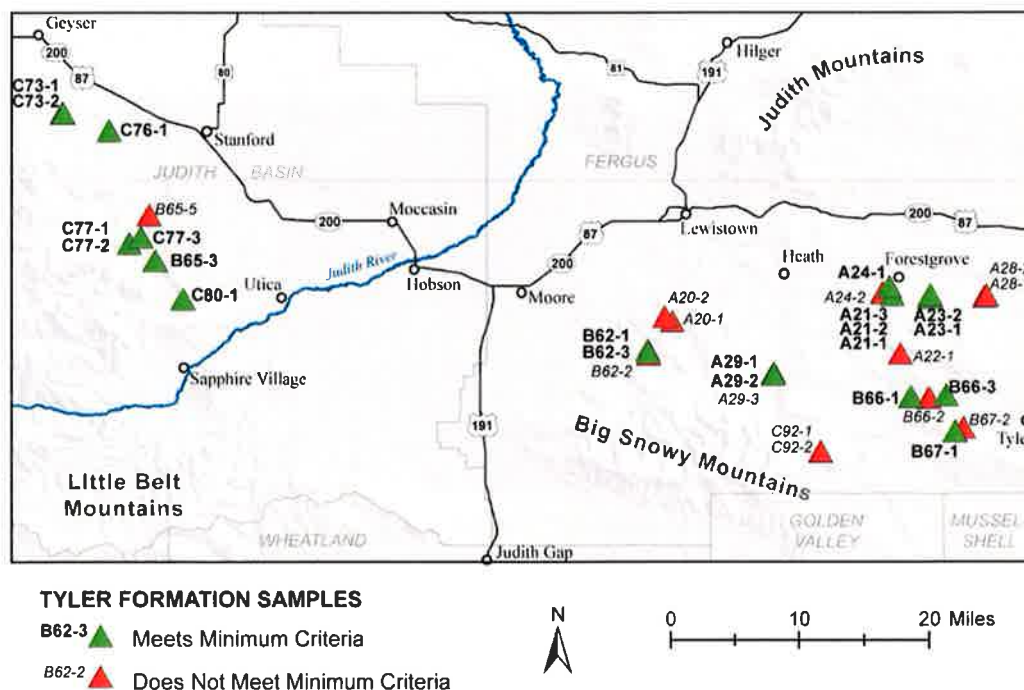 Geyser
200
87
C73-1
C73-2
C76-1
80
Stanford
JUDITH BASIN
B65-5
C77-1
C77-2
C77-3
B65-3
C80-1
Utica
Sapphire Village
Judith River
Moccasin
200
Hobson
Moore
200
87
191
Judith Gap
LIttle Belt
Mountains
WHEATLAND
81
191
Hilger
Judith Mountains
FERGUS
Lewistown
200
87
Heath
Forestgrove
A20-2
A20-1
B62-1
B62-3
B62-2
A29-1
A29-2
A29-3
C92-1
C92-2
Big Snowy Mountains
A24-1
A24-2
A21-3
A21-2
A21-1
A23-2
A23-1
A28-
A28-
A22-1
B66-1
B66-2
B66-3
B67-2
B67-1
Tyle
GOLDEN
VALLEY
MUSSEL
SHELL
TYLER FORMATION SAMPLES
B62-3 Meets Minimum Criteria
B62-2 Does Not Meet Minimum Criteria
N
0 10 20 Miles